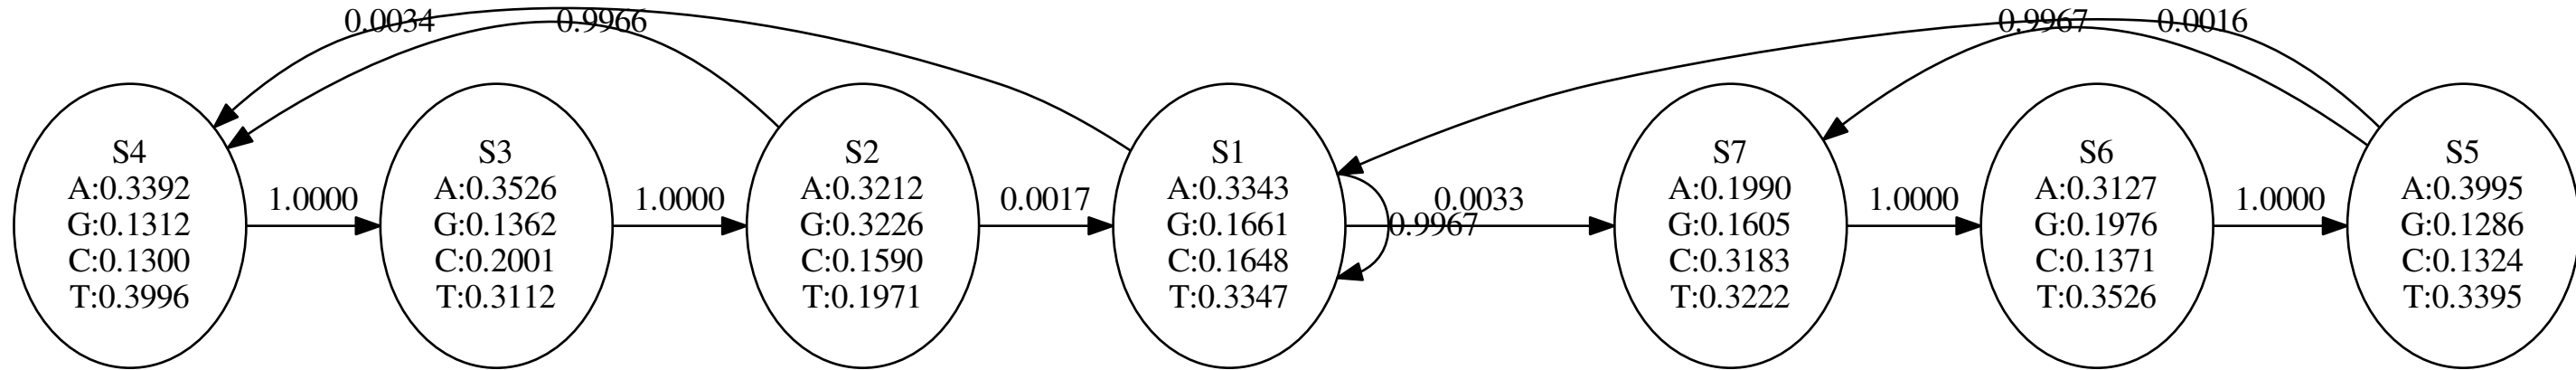 0.0034
0.9966
0.9967
0.0016
S4
A:0.3392
G:0.1312
C:0.1300
T:0.3996
1.0000
S3
A:0.3526
G:0.1362
C:0.2001
T:0.3112
1.0000
S2
A:0.3212
G:0.3226
C:0.1590
T:0.1971
0.0017
S1
A:0.3343
G:0.1661
C:0.1648
T:0.3347
0.0033
0.9967
S7
A:0.1990
G:0.1605
C:0.3183
T:0.3222
1.0000
S6
A:0.3127
G:0.1976
C:0.1371
T:0.3526
1.0000
S5
A:0.3995
G:0.1286
C:0.1324
T:0.3395